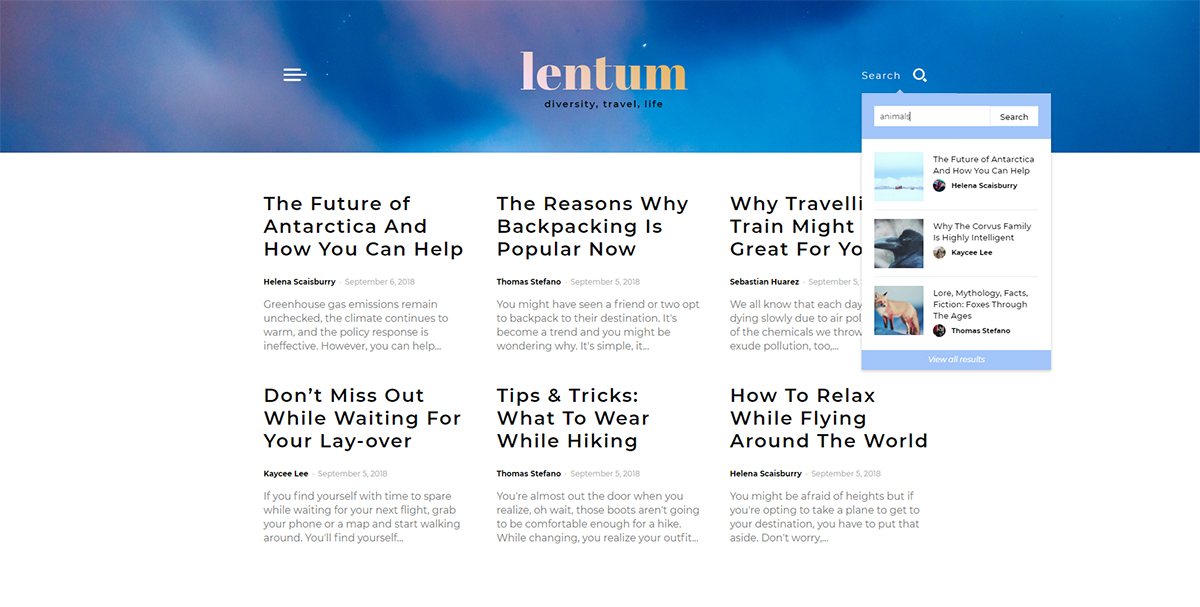 lentum
diversity, travel, life
Search
animals
Search
The Future of Antarctica
And How You Can Help
Helena Scaisburry
Why The Corvus Family
Is Highly Intelligent
Kaycee Lee
Lore, Mythology, Facts,
Fiction: Foxes Through
The Ages
Thomas Stefano
View all results
The Future of
Antarctica And
How You Can Help
Helena Scaisburry - September 6, 2018
Greenhouse gas emissions remain
unchecked, the climate continues to
warm, and the policy response is
ineffective. However, you can help...
The Reasons Why
Backpacking Is
Popular Now
Thomas Stefano - September 5, 2018
You might have seen a friend or two opt
to backpack to their destination. It's
become a trend and you might be
wondering why. It's simple, it...
Why Travelli
Train Might
Great For Yo
Sebastian Huarez - September 5,
We all know that each day
dying slowly due to air pol
of the chemicals we throw
exude pollution, too,...
Don't Miss Out
While Waiting For
Your Lay-over
Kaycee Lee - September 5, 2018
If you find yourself with time to spare
while waiting for your next flight, grab
your phone or a map and start walking
around. You'll find yourself...
Tips & Tricks:
What To Wear
While Hiking
Thomas Stefano - September 5, 2018
You're almost out the door when you
realize, oh wait, those boots aren't going
to be comfortable enough for a hike.
While changing, you realize your outfit...
How To Relax
While Flying
Around The World
Helena Scaisburry - September 5, 2018
You might be afraid of heights but if
you're opting to take a plane to get to
your destination, you have to put that
aside. Don't worry,...